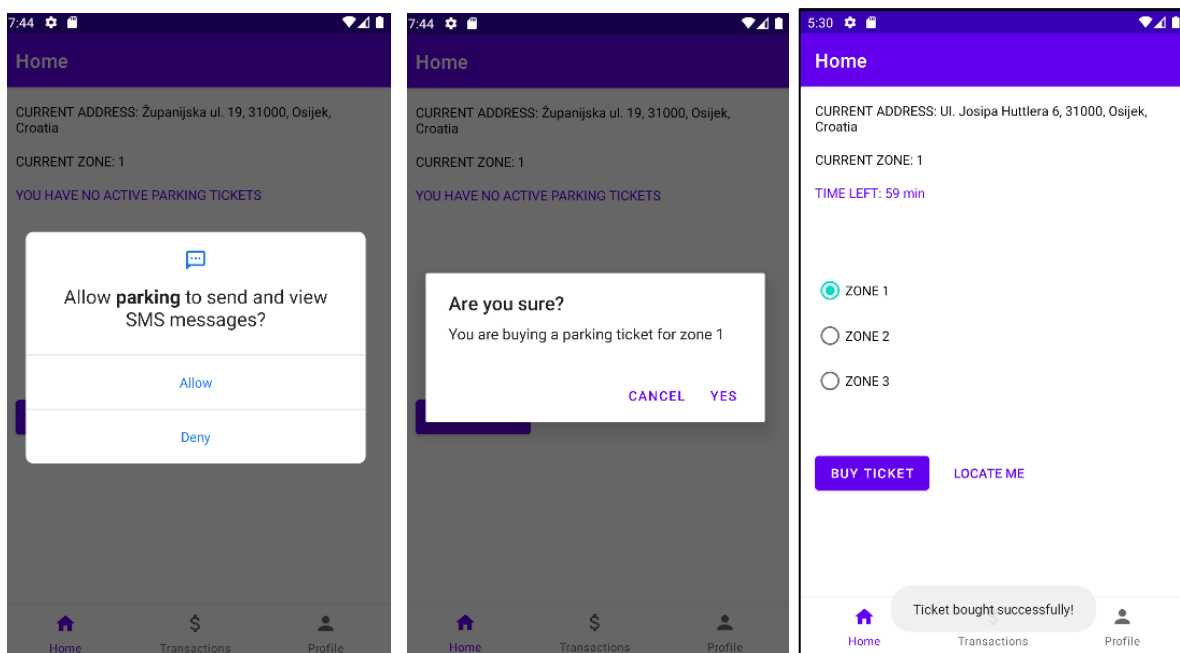 7:44
Home
CURRENT ADDRESS: Županijska ul. 19, 31000, Osijek,
Croatia
CURRENT ZONE: 1
YOU HAVE NO ACTIVE PARKING TICKETS
Allow parking to send and view
SMS messages?
Allow
Deny
Home
Transactions
Profile
7:44
Home
CURRENT ADDRESS: Županijska ul. 19, 31000, Osijek,
Croatia
CURRENT ZONE: 1
YOU HAVE NO ACTIVE PARKING TICKETS
Are you sure?
You are buying a parking ticket for zone 1
CANCEL YES
Home
Transactions
Profile
5:30
Home
CURRENT ADDRESS: Ul. Josipa Huttlera 6, 31000, Osijek,
Croatia
CURRENT ZONE: 1
TIME LEFT: 59 min
ZONE 1
ZONE 2
ZONE 3
BUY TICKET LOCATE ME
Ticket bought successfully!
Home
Transactions
Profile